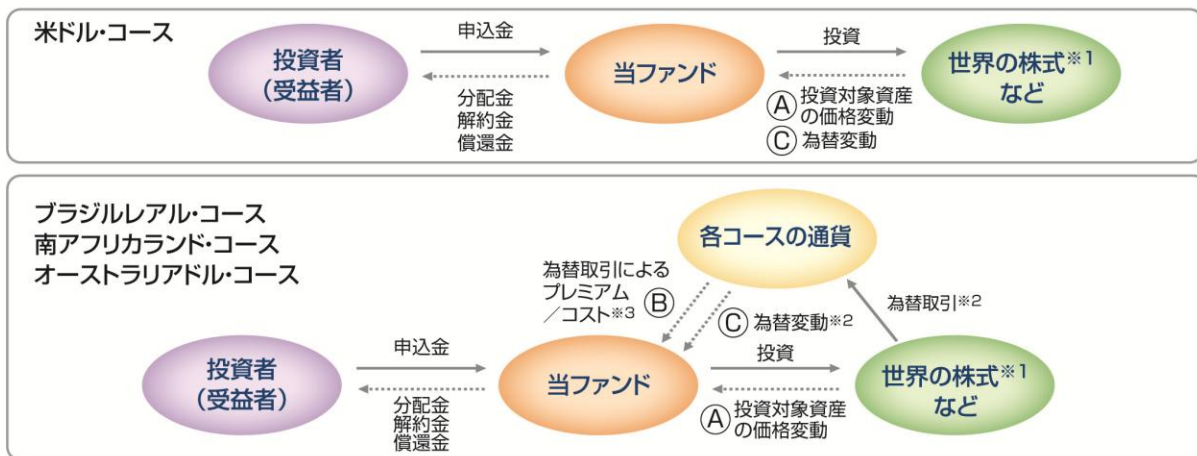 米ドル・コース
投資者
(受益者)
申込金
分配金
解約金
償還金
当ファンド
投資
Ⓐ 投資対象資産
の価格変動
Ⓒ 為替変動
世界の株式※1
など
ブラジルレアル・コース
南アフリカランド・コース
オーストラリアドル・コース
各コースの通貨
為替取引による
プレミアム
/コスト※3
Ⓑ
Ⓒ 為替変動※2
為替取引※2
投資者
(受益者)
申込金
分配金
解約金
償還金
当ファンド
投資
Ⓐ 投資対象資産
の価格変動
世界の株式※1
など